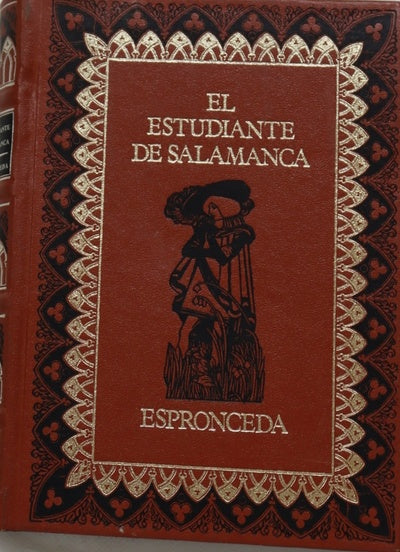 EL
ESTUDIANTE
DE SALAMANCA
ESPRONCEDA